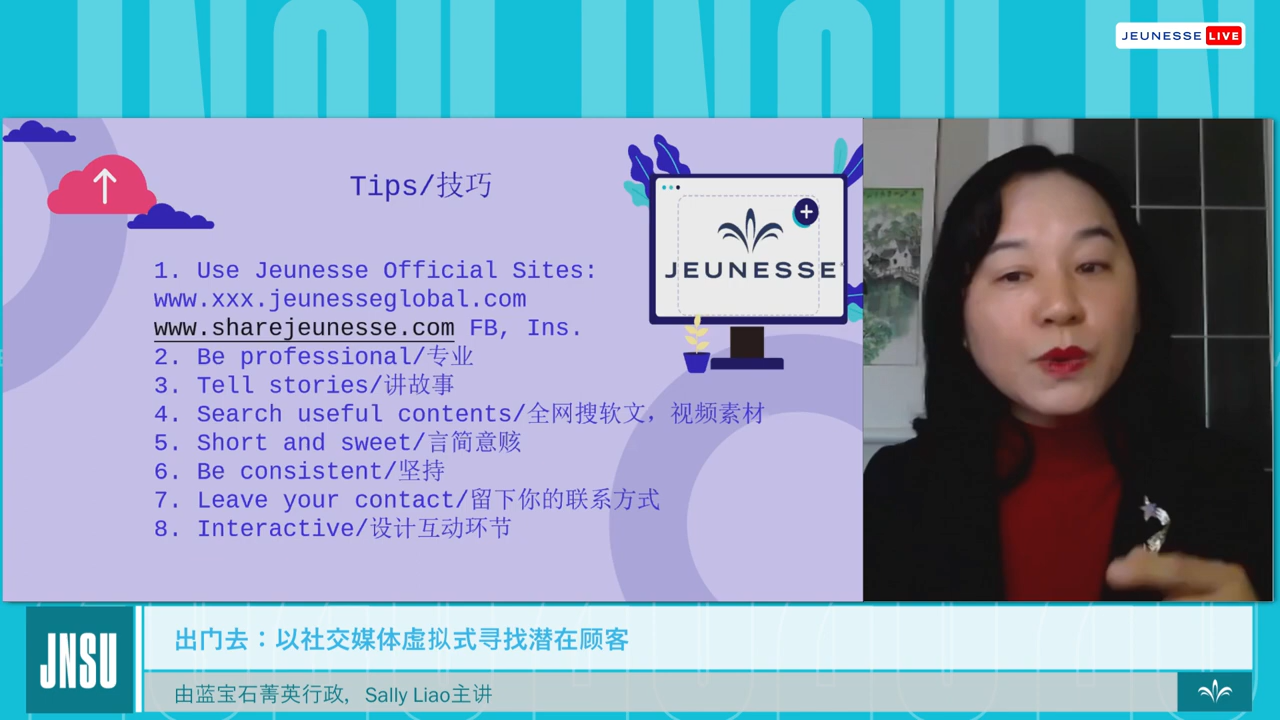 JEUNESSE LIVE
Tips/技巧
JEUNESSE
1. Use Jeunesse Official Sites:
www.xxx.jeunesseglobal.com
www.sharejeunesse.com FB, Ins.
2. Be professional/专业
3. Tell stories/讲故事
4. Search useful contents/全网搜软文，视频素材
5. Short and sweet/言简意赅
6. Be consistent/坚持
7. Leave your contact/留下你的联系方式
8. Interactive/设计互动环节
JNSU
出门去：以社交媒体虚拟式寻找潜在顾客
由蓝宝石菁英行政，Sally Liao主讲